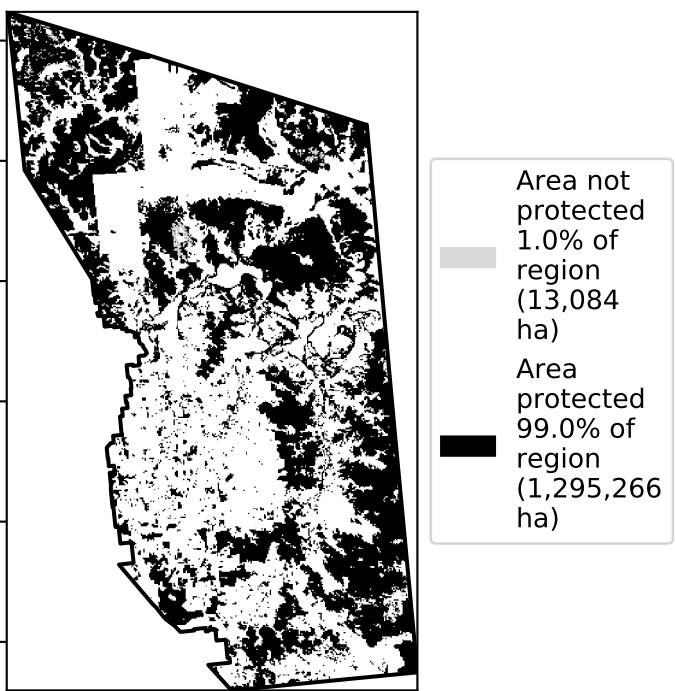 Area not
protected
1.0% of
region
(13,084
ha)
Area
protected
99.0% of
region
(1,295,266
ha)